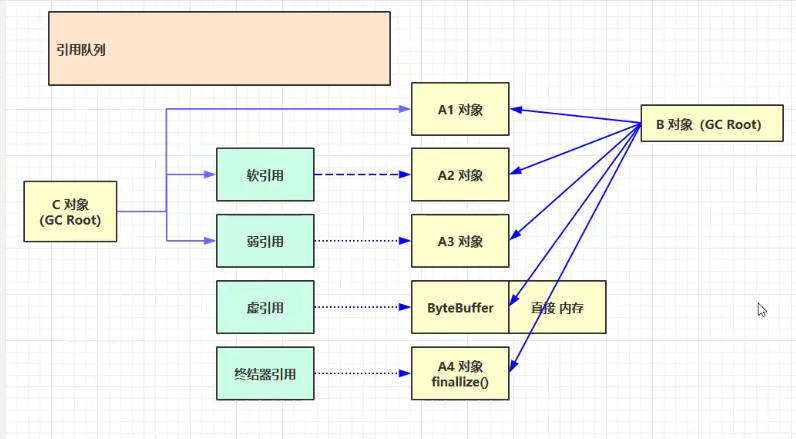 引用队列
A1 对象
B 对象（GC Root）
软引用
A2 对象
C 对象
（GC Root）
弱引用
A3 对象
虚引用
ByteBuffer
直接 内存
终结器引用
A4 对象
finallize()